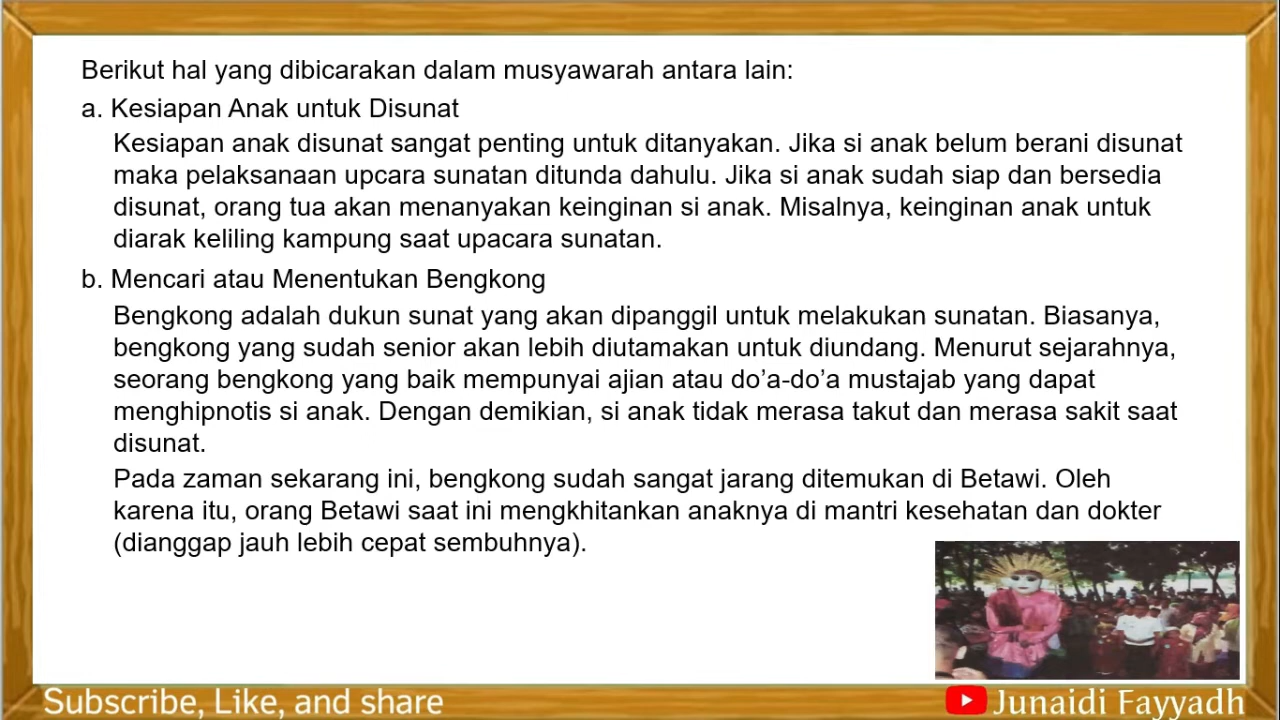 Berikut hal yang dibicarakan dalam musyawarah antara lain:
a. Kesiapan Anak untuk Disunat
Kesiapan anak disunat sangat penting untuk ditanyakan. Jika si anak belum berani disunat
maka pelaksanaan upcara sunatan ditunda dahulu. Jika si anak sudah siap dan bersedia
disunat, orang tua akan menanyakan keinginan si anak. Misalnya, keinginan anak untuk
diarak keliling kampung saat upacara sunatan.
b. Mencari atau Menentukan Bengkong
Bengkong adalah dukun sunat yang akan dipanggil untuk melakukan sunatan. Biasanya,
bengkong yang sudah senior akan lebih diutamakan untuk diundang. Menurut sejarahnya,
seorang bengkong yang baik mempunyai ajian atau do’a-do’a mustajab yang dapat
menghipnotis si anak. Dengan demikian, si anak tidak merasa takut dan merasa sakit saat
disunat.
Pada zaman sekarang ini, bengkong sudah sangat jarang ditemukan di Betawi. Oleh
karena itu, orang Betawi saat ini mengkhitankan anaknya di mantri kesehatan dan dokter
(dianggap jauh lebih cepat sembuhnya).
Subscribe, Like, and share
Junaidi Fayyadh